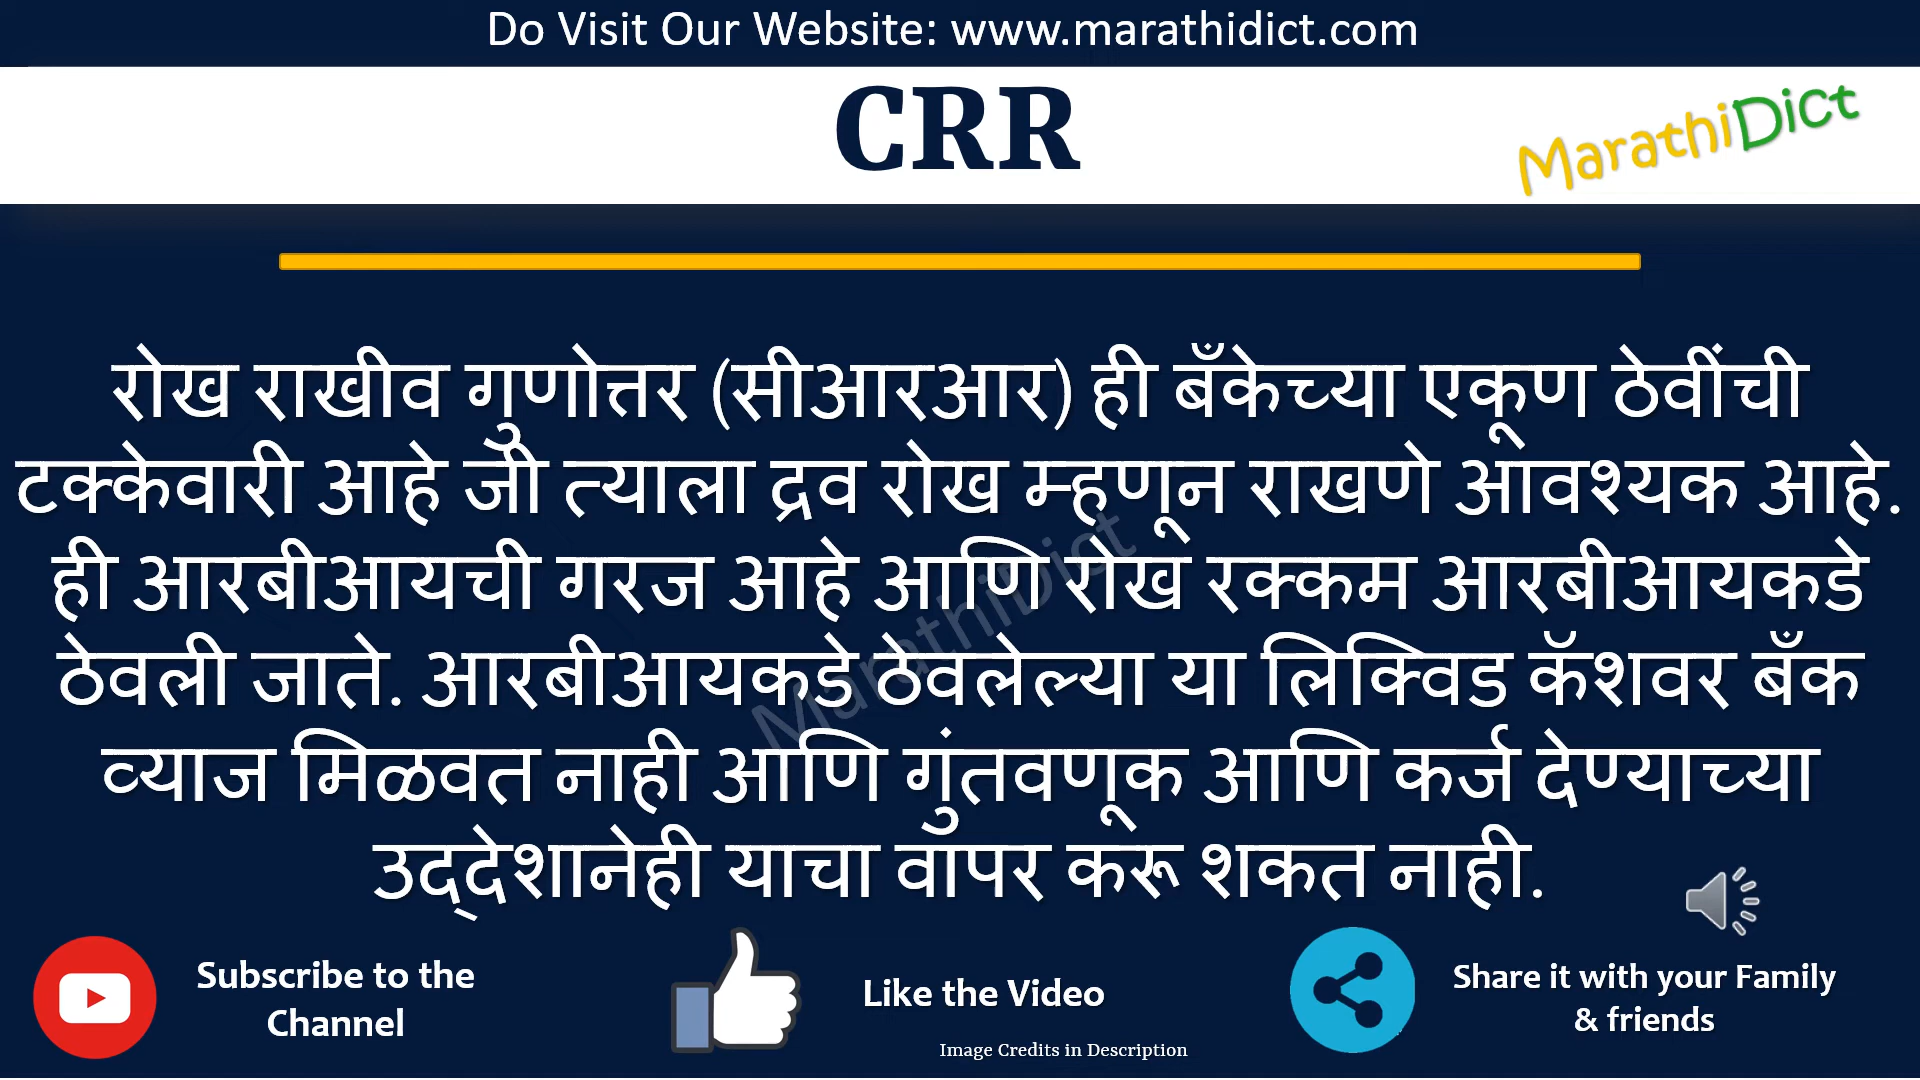 Do Visit Our Website: www.marathidict.com
CRR
MarathiDict
रोख राखीव गुणोत्तर (सीआरआर) ही बँकेच्या एकूण ठेवींची
टक्केवारी आहे जी त्याला द्रव रोख म्हणून राखणे आवश्यक आहे.
ही आरबीआयची गरज आहे आणि रोख रक्कम आरबीआयकडे
ठेवली जाते. आरबीआयकडे ठेवलेल्या या लिक्विड कॅशवर बँक
व्याज मिळवत नाही आणि गुंतवणूक आणि कर्ज देण्याच्या
उद्‌देशानेही याचा वापर करू शकत नाही.
MarathiDict
Subscribe to the
Channel
Like the Video
Share it with your Family
& friends
Image Credits in Description